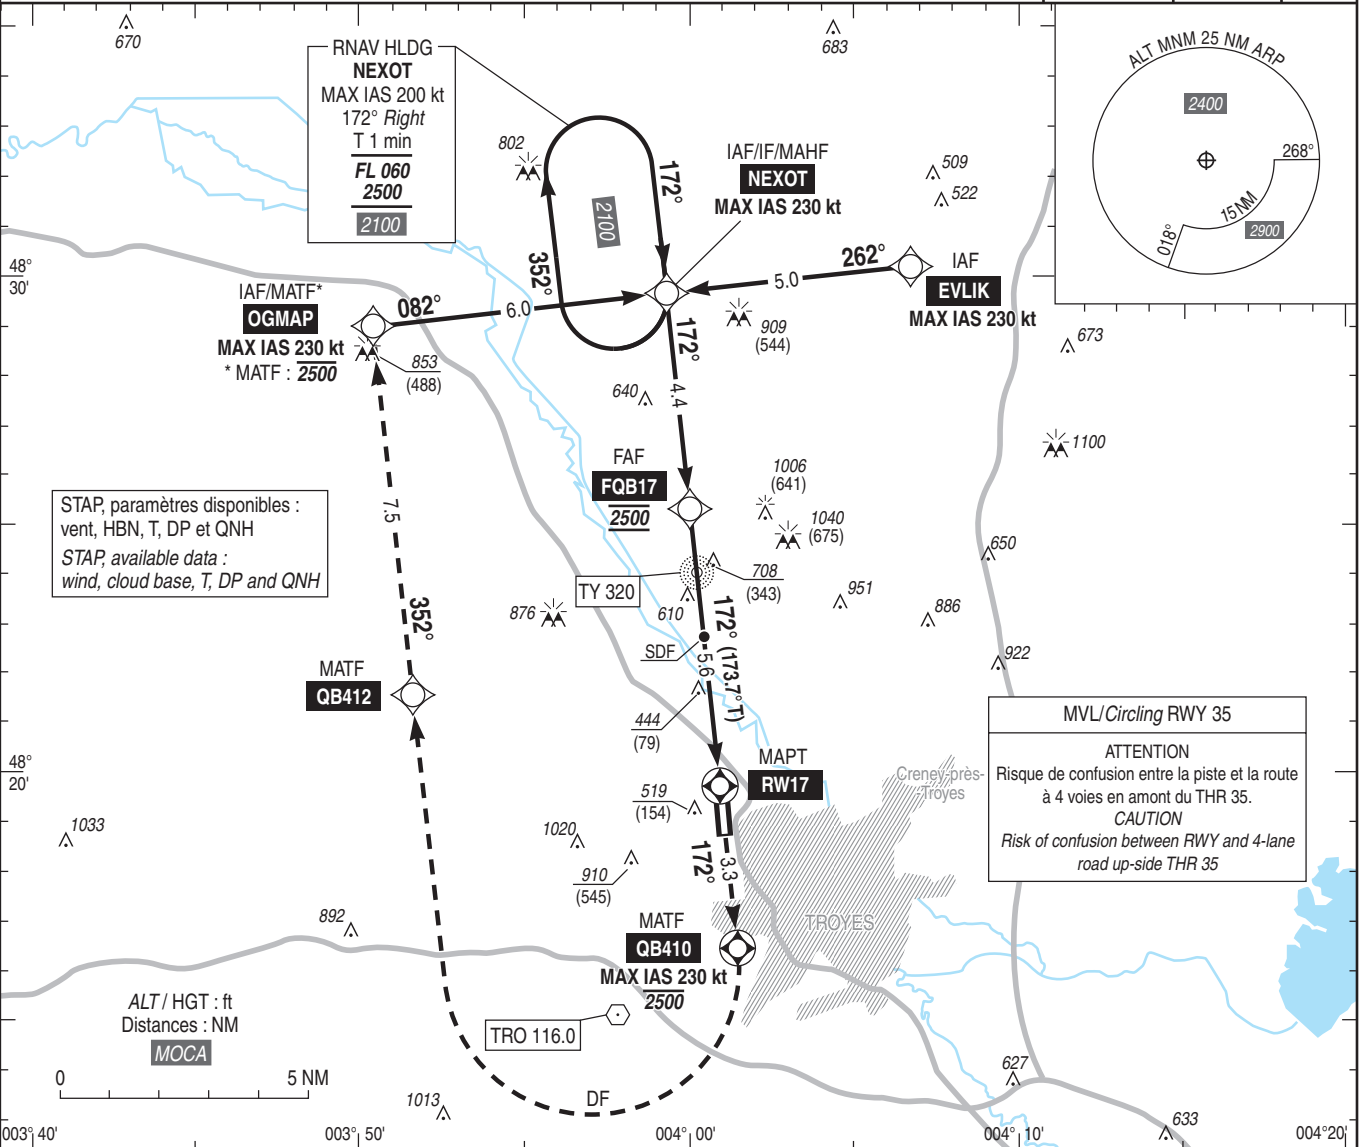 670
683
RNAV HLDG
NEXOT
MAX IAS 200 kt
172° Right
T 1 min
FL 060
2500
2100
802
172°
2100
352°
IAF/IF/MAHF
NEXOT
MAX IAS 230 kt
509
522
ALT MNM 25 NM ARP
2400
268°
15 NM
018°
2900
48°
30'
IAF/MATF*
OGMAP
MAX IAS 230 kt
* MATF : 2500
082°
6.0
262°
5.0
IAF
EVLIK
MAX IAS 230 kt
853
(488)
909
(544)
172°
673
640
4.4
1100
FAF
FQB17
2500
1006
(641)
1040
(675)
STAP, paramètres disponibles :
vent, HBN, T, DP et QNH
STAP, available data :
wind, cloud base, T, DP and QNH
7.5
352°
TY 320
708
(343)
610
650
951
886
876
172° (173.7° T)
SDF
5.6
922
MATF
QB412
444
(79)
MVL/Circling RWY 35
ATTENTION
Risque de confusion entre la piste et la route
à 4 voies en amont du THR 35.
CAUTION
Risk of confusion between RWY and 4-lane
road up-side THR 35
48°
20'
MAPT
RW17
Creney-près-
-Troyes
519
(154)
1033
1020
910
(545)
172°
3.3
892
MATF
QB410
MAX IAS 230 kt
2500
TROYES
ALT / HGT : ft
Distances : NM
MOCA
0
5 NM
TRO 116.0
DF
1013
627
633
003°40'
003°50'
004°00'
004°10'
004°20'